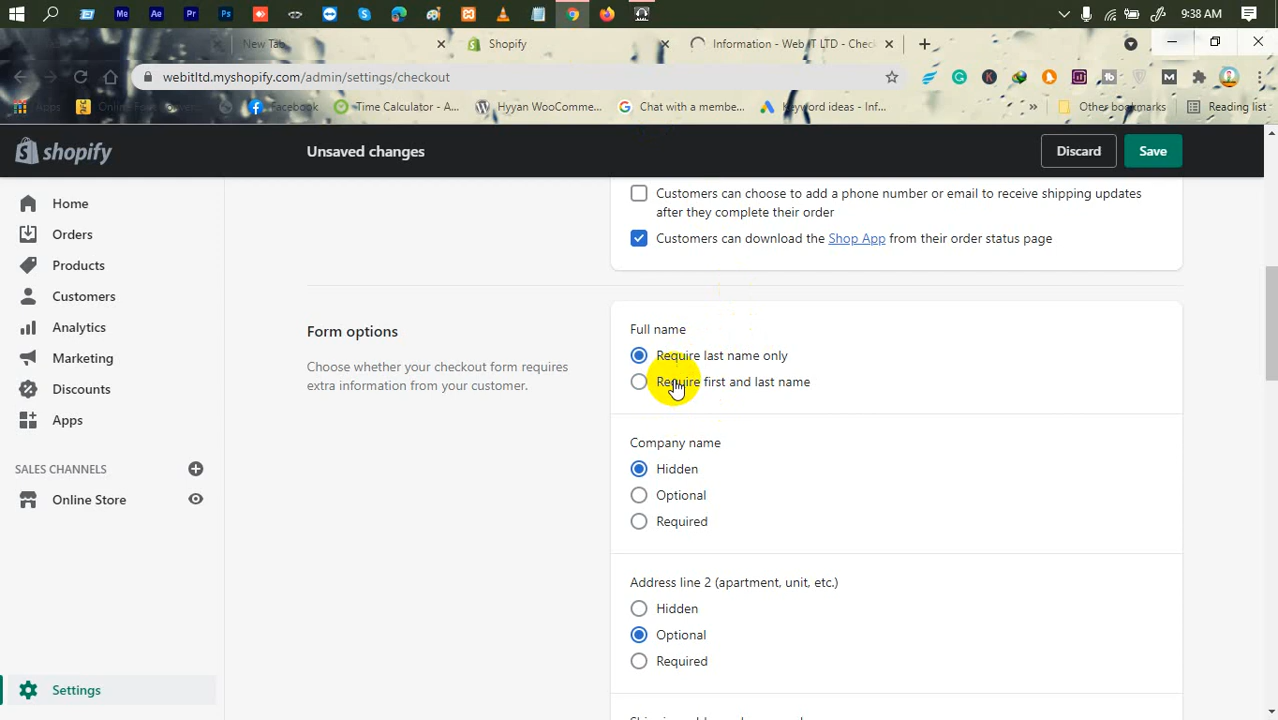 9:38 AM
New Tab
Shopify
Information - Web IT LTD - Chec
webitltd.myshopify.com/admin/settings/checkout
Apps
Facebook
Time Calculator - A...
Hyyan WooComme...
Chat with a membe...
Keyword ideas - Inf...
Other bookmarks
Reading list
shopify
Unsaved changes
Discard
Save
Home
Orders
Products
Customers
Analytics
Marketing
Discounts
Apps
SALES CHANNELS
Online Store
Settings
Customers can choose to add a phone number or email to receive shipping updates
after they complete their order
Customers can download the Shop App from their order status page
Form options
Choose whether your checkout form requires
extra information from your customer.
Full name
Require last name only
Require first and last name
Company name
Hidden
Optional
Required
Address line 2 (apartment, unit, etc.)
Hidden
Optional
Required